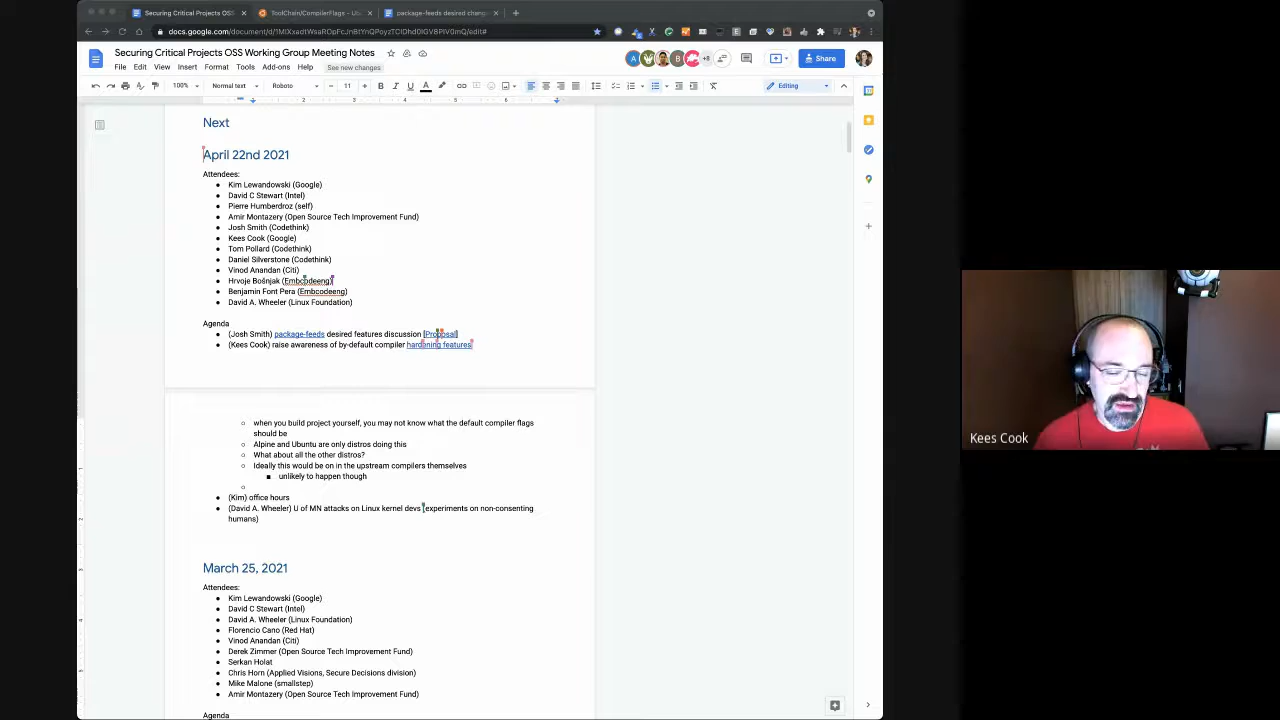 Securing Critical Projects OSS
ToolChain/CompilerFlags - Ub
package-feeds desired chang
docs.google.com/document/d/
Securing Critical Projects OSS Working Group Meeting Notes
Share
File Edit View Insert Format Tools Add-ons Help See new changes
100% Normal text Roboto 11 Editing
2 3 4 5 6
Next
April 22nd 2021
Attendees:
● Kim Lewandowski (Google)
● David C Stewart (Intel)
● Pierre Humberdroz (self)
● Amir Montazery (Open Source Tech Improvement Fund)
● Josh Smith (Codethink)
● Kees Cook (Google)
● Tom Pollard (Codethink)
● Daniel Silverstone (Codethink)
● Vinod Anandan (Citi)
● Hrvoje Bošnjak (Embcodeeng)
● Benjamin Font Pera (Embcodeeng)
● David A. Wheeler (Linux Foundation)
Agenda
● (Josh Smith) package-feeds desired features discussion [Proposal]
● (Kees Cook) raise awareness of by-default compiler hardening features
○ when you build project yourself, you may not know what the default compiler flags
should be
○ Alpine and Ubuntu are only distros doing this
○ What about all the other distros?
○ Ideally this would be on in the upstream compilers themselves
■ unlikely to happen though
○
● (Kim) office hours
● (David A. Wheeler) U of MN attacks on Linux kernel devs (experiments on non-consenting
humans)
March 25, 2021
Attendees:
● Kim Lewandowski (Google)
● David C Stewart (Intel)
● David A. Wheeler (Linux Foundation)
● Florencio Cano (Red Hat)
● Vinod Anandan (Citi)
● Derek Zimmer (Open Source Tech Improvement Fund)
● Serkan Holat
● Chris Horn (Applied Visions, Secure Decisions division)
● Mike Malone (smallstep)
● Amir Montazery (Open Source Tech Improvement Fund)
Agenda
Kees Cook